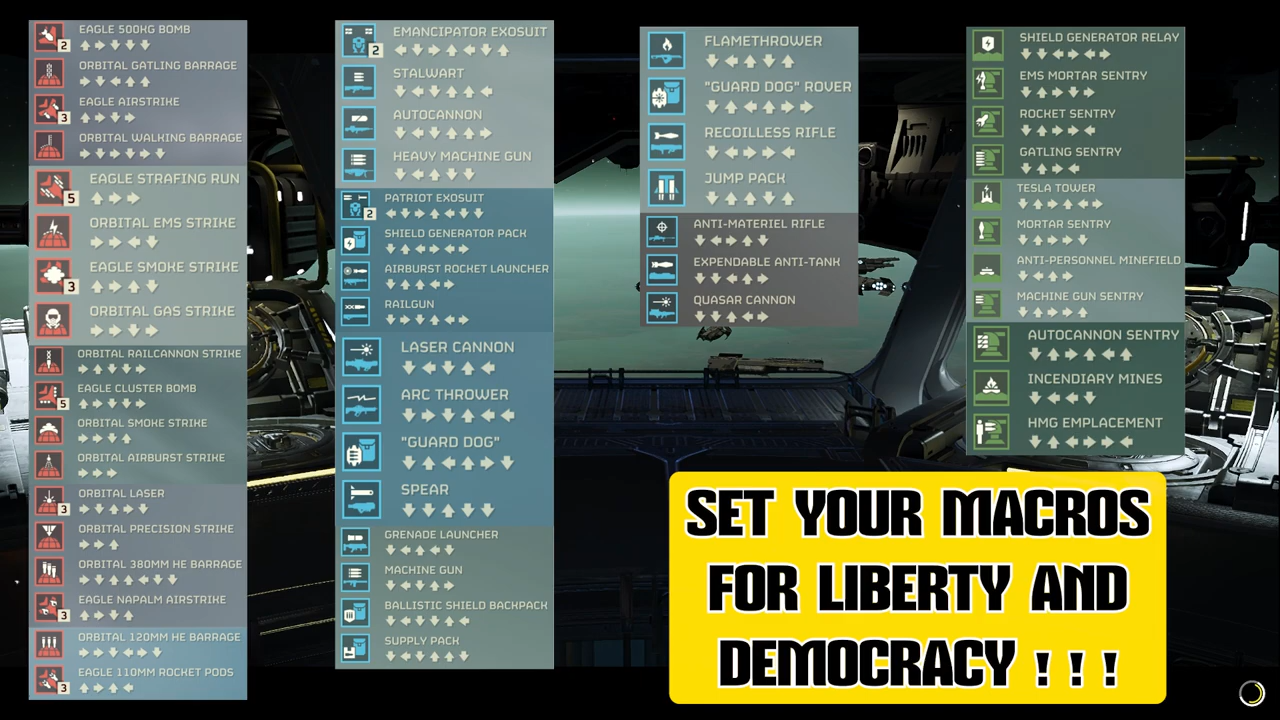 EAGLE 500KG BOMB
2
ORBITAL GATLING BARRAGE
EAGLE AIRSTRIKE
3
ORBITAL WALKING BARRAGE
EAGLE STRAFING RUN
5
ORBITAL EMS STRIKE
EAGLE SMOKE STRIKE
3
ORBITAL GAS STRIKE
ORBITAL RAILCANNON STRIKE
EAGLE CLUSTER BOMB
5
ORBITAL SMOKE STRIKE
ORBITAL AIRBURST STRIKE
ORBITAL LASER
3
ORBITAL PRECISION STRIKE
ORBITAL 380MM HE BARRAGE
EAGLE NAPALM AIRSTRIKE
3
ORBITAL 120MM HE BARRAGE
EAGLE 110MM ROCKET PODS
3
EMANCIPATOR EXOSUIT
2
STALWART
AUTOCANNON
HEAVY MACHINE GUN
PATRIOT EXOSUIT
2
SHIELD GENERATOR PACK
AIRBURST ROCKET LAUNCHER
RAILGUN
LASER CANNON
ARC THROWER
"GUARD DOG"
SPEAR
GRENADE LAUNCHER
MACHINE GUN
BALLISTIC SHIELD BACKPACK
SUPPLY PACK
FLAMETHROWER
"GUARD DOG" ROVER
RECOILLESS RIFLE
JUMP PACK
ANTI-MATERIEL RIFLE
EXPENDABLE ANTI-TANK
QUASAR CANNON
SHIELD GENERATOR RELAY
EMS MORTAR SENTRY
ROCKET SENTRY
GATLING SENTRY
TESLA TOWER
MORTAR SENTRY
ANTI-PERSONNEL MINEFIELD
MACHINE GUN SENTRY
AUTOCANNON SENTRY
INCENDIARY MINES
HMG EMPLACEMENT
SET YOUR MACROS
FOR LIBERTY AND
DEMOCRACY !!!